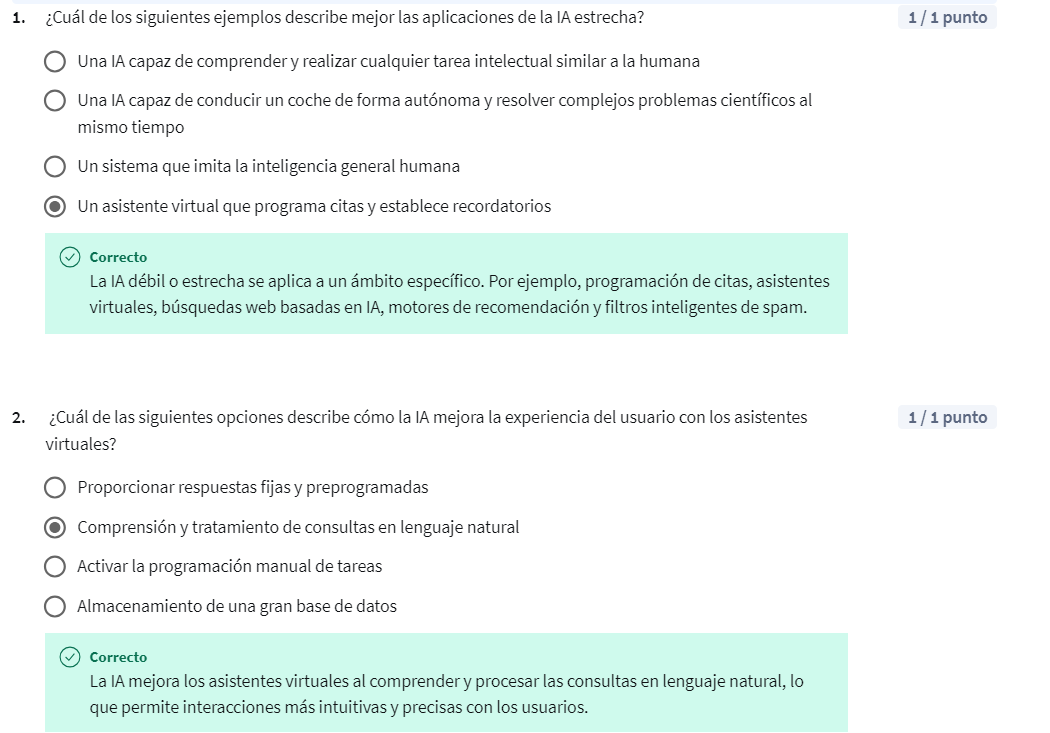 1. ¿Cuál de los siguientes ejemplos describe mejor las aplicaciones de la IA estrecha? 1 / 1 punto
Una IA capaz de comprender y realizar cualquier tarea intelectual similar a la humana
Una IA capaz de conducir un coche de forma autónoma y resolver complejos problemas científicos al
mismo tiempo
Un sistema que imita la inteligencia general humana
Un asistente virtual que programa citas y establece recordatorios
Correcto
La IA débil o estrecha se aplica a un ámbito específico. Por ejemplo, programación de citas, asistentes
virtuales, búsquedas web basadas en IA, motores de recomendación y filtros inteligentes de spam.
2. ¿Cuál de las siguientes opciones describe cómo la IA mejora la experiencia del usuario con los asistentes 1 / 1 punto
virtuales?
Proporcionar respuestas fijas y preprogramadas
Comprensión y tratamiento de consultas en lenguaje natural
Activar la programación manual de tareas
Almacenamiento de una gran base de datos
Correcto
La IA mejora los asistentes virtuales al comprender y procesar las consultas en lenguaje natural, lo
que permite interacciones más intuitivas y precisas con los usuarios.